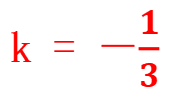 k = −1/3